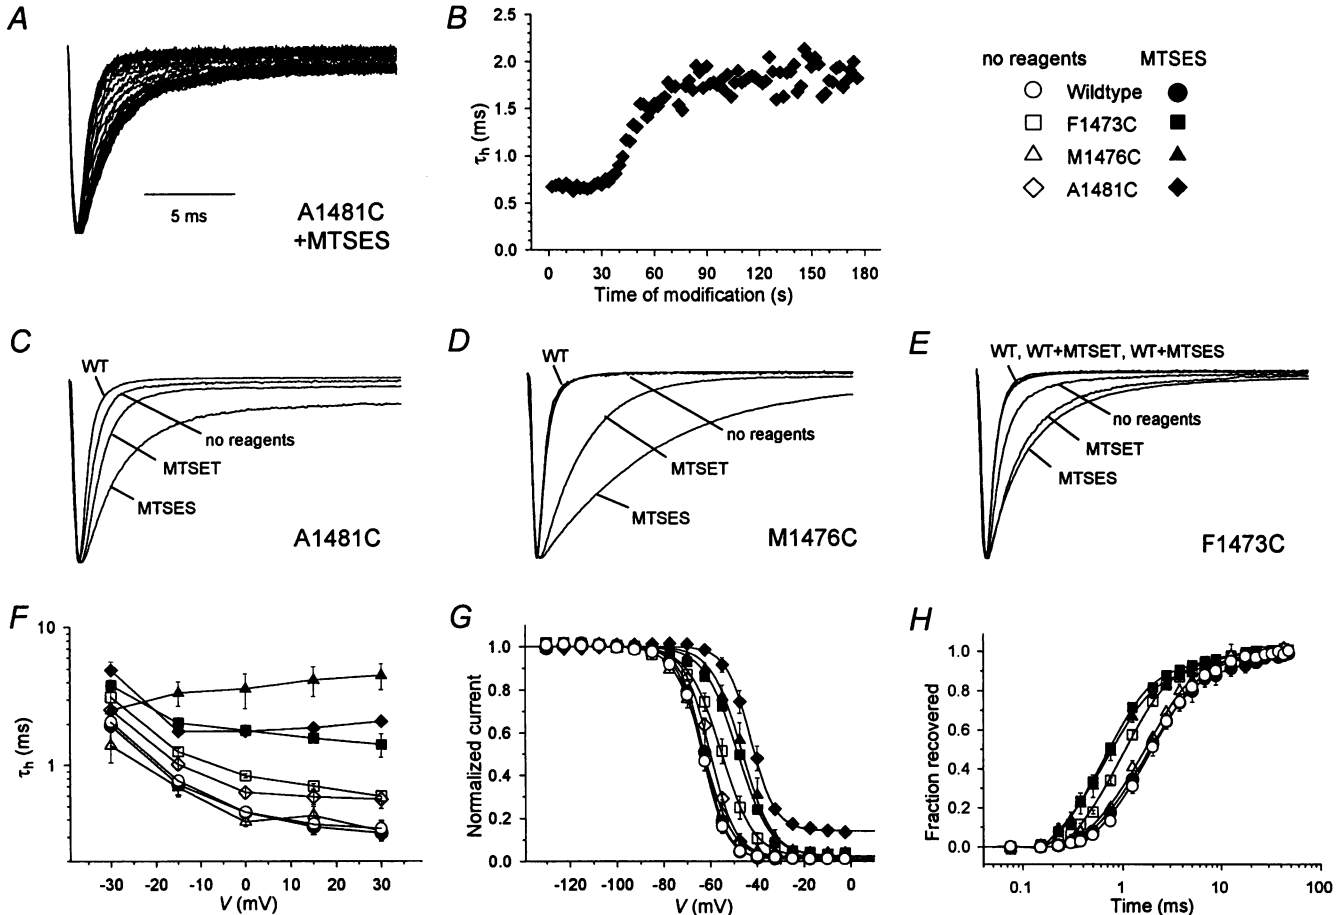 A
5 ms
A1481C
+MTSES
B
2.5
2.0
1.5
1.0
0.5
0.0
τh (ms)
0 30 60 90 120 150 180
Time of modification (s)
no reagents MTSES
Wildtype
F1473C
M1476C
A1481C
C
WT
no reagents
MTSET
MTSES
A1481C
D
WT
no reagents
MTSET
MTSES
M1476C
E
WT, WT+MTSET, WT+MTSES
no reagents
MTSET
MTSES
F1473C
F
10
1
τh (ms)
-30 -20 -10 0 10 20 30
V (mV)
G
1.0
0.8
0.6
0.4
0.2
0.0
Normalized current
-120 -100 -80 -60 -40 -20 0
V (mV)
H
1.0
0.8
0.6
0.4
0.2
0.0
Fraction recovered
0.1 1 10 100
Time (ms)